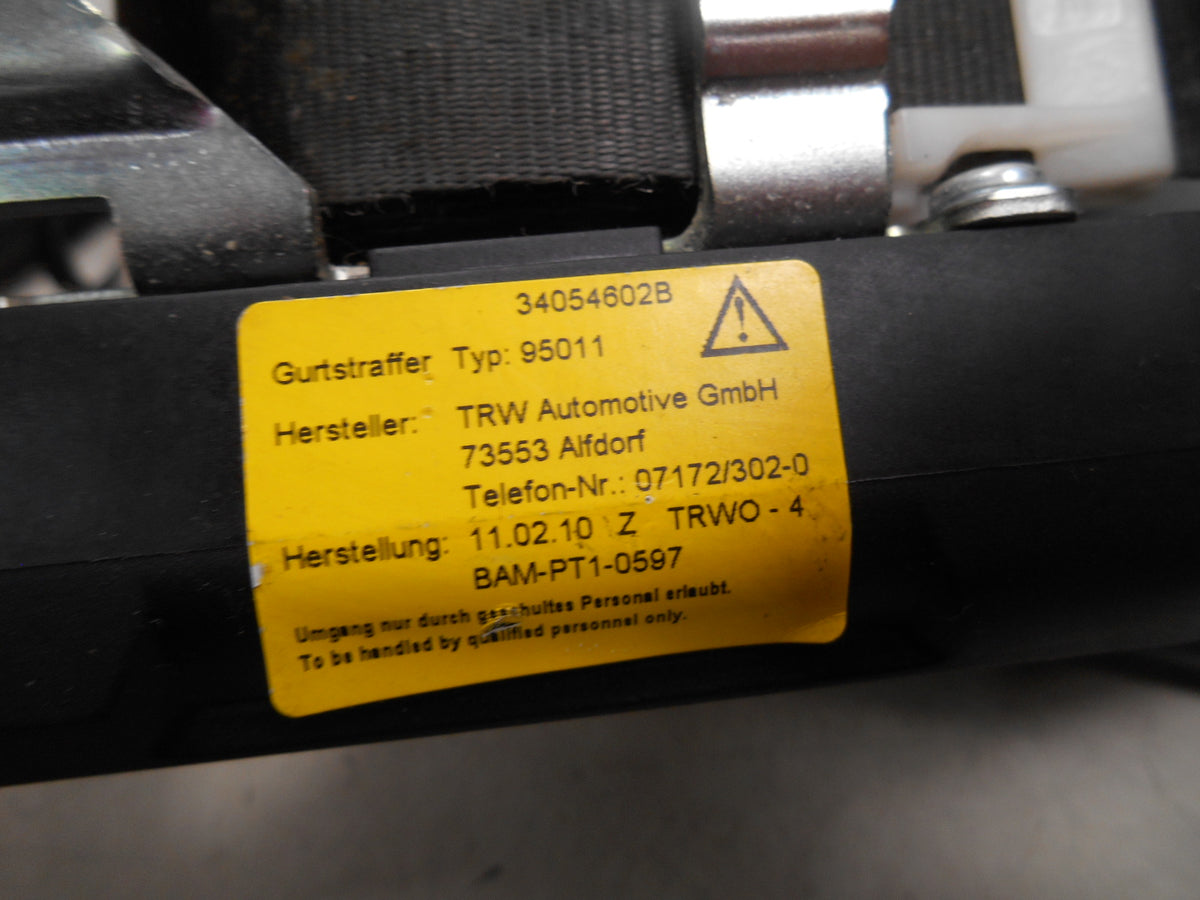 34054602B
Gurtstraffer Typ: 95011
Hersteller: TRW Automotive GmbH
73553 Alfdorf
Telefon-Nr.: 07172/302-0
Herstellung: 11.02.10 Z TRWO - 4
BAM-PT1-0597
Umgang nur durch geschultes Personal erlaubt.
To be handled by qualified personnel only.